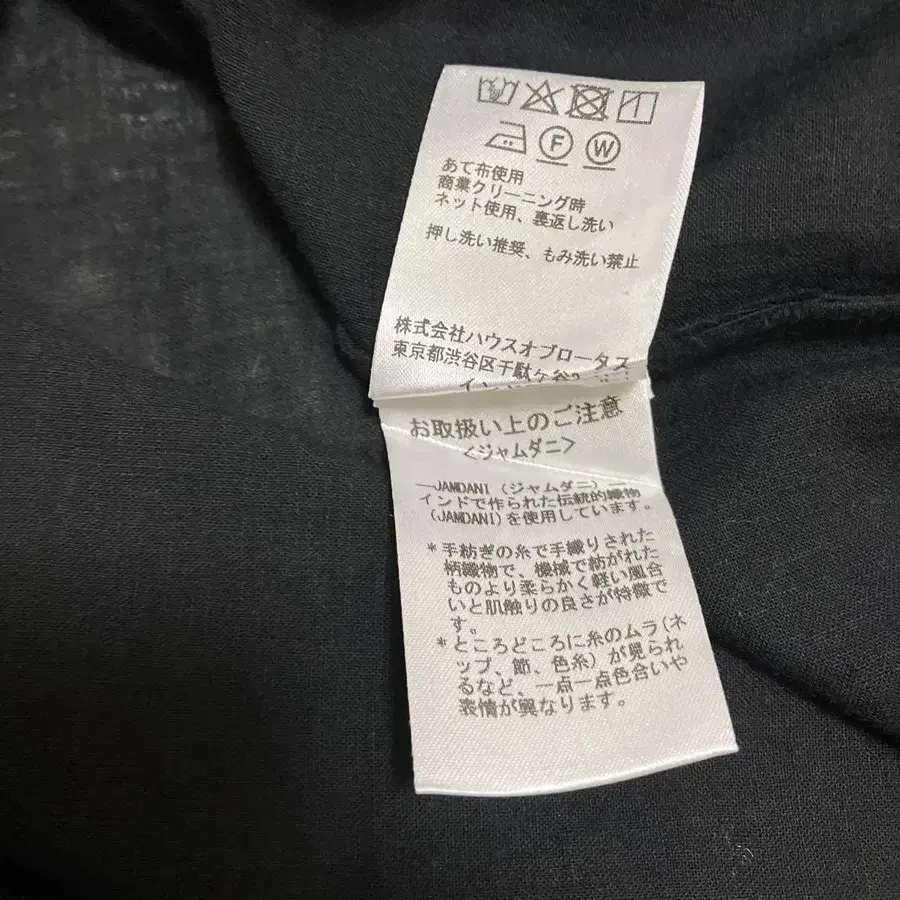 F W
あて布使用
商業クリーニング時
ネット使用、裏返し洗い
押し洗い推奨、もみ洗い禁止
株式会社ハウスオブロータス
東京都渋谷区千駄ヶ谷
お取扱い上のご注意
<ジャムダニ>
―JAMDANI (ジャムダニ)―
インドで作られた伝統的織物
(JAMDANI)を使用しています。
*手紡ぎの糸で手織りされた
柄織物で、機械で紡がれた
ものより柔らかく軽い風合
いと肌触りの良さが特徴で
す。
*ところどころに糸のムラ(ネ
ップ、節、色糸)が見られ
るなど、一点一点色合いや
表情が異なります。